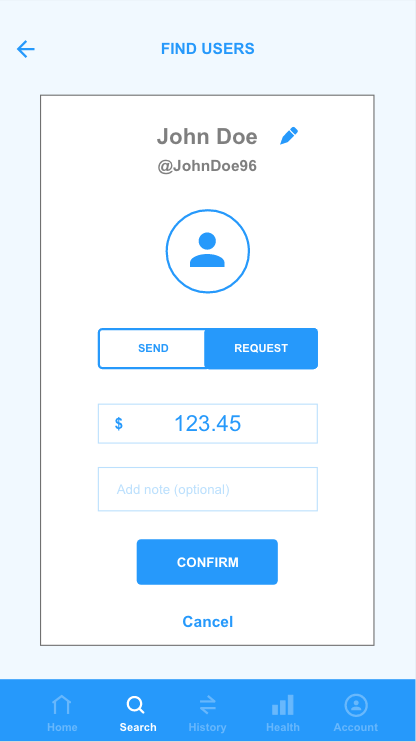 FIND USERS
John Doe
@JohnDoe96
SEND REQUEST
$ 123.45
Add note (optional)
CONFIRM
Cancel
Home Search History Health Account